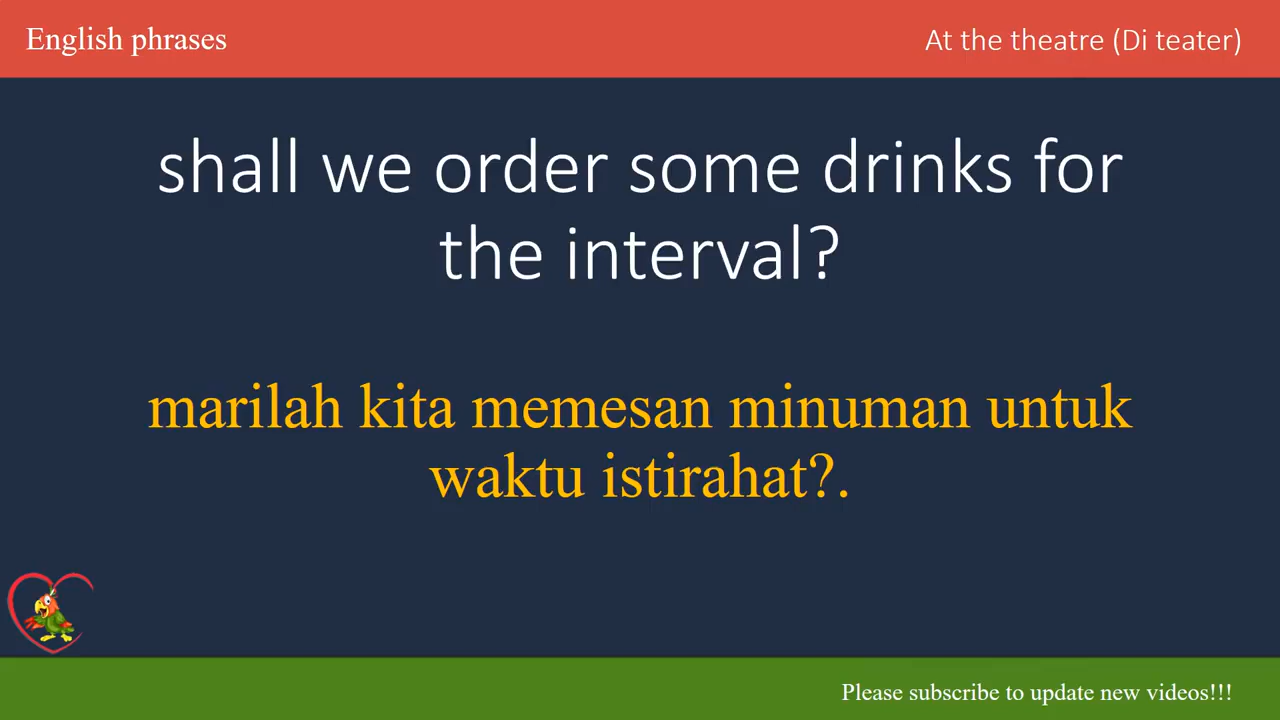 English phrases
At the theatre (Di teater)
shall we order some drinks for
the interval?
marilah kita memesan minuman untuk
waktu istirahat?.
Please subscribe to update new videos!!!